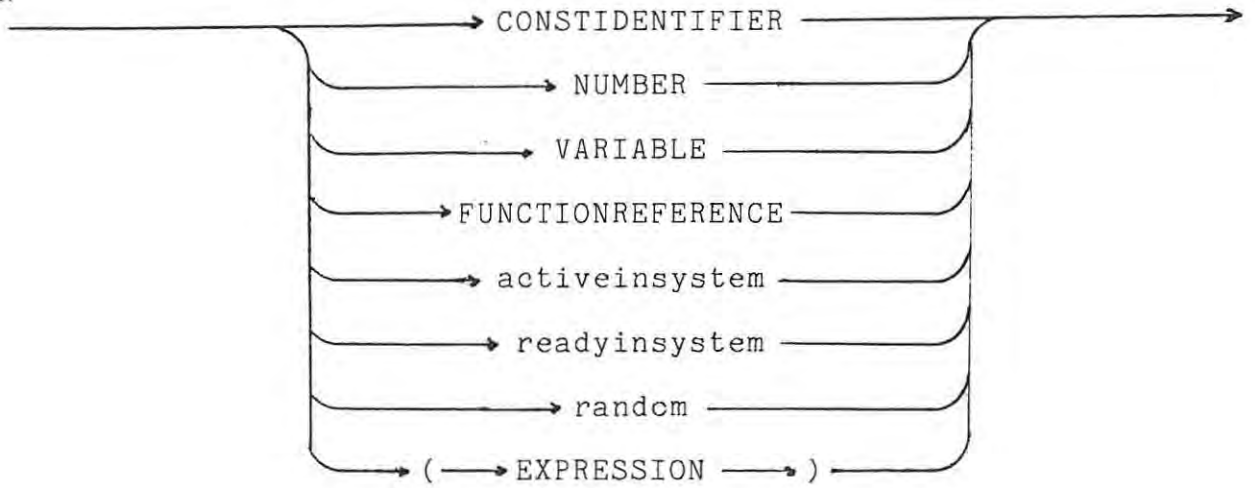 CONSTIDENTIFIER
NUMBER
VARIABLE
FUNCTIONREFERENCE
activeinsystem
readyinsystem
random
( EXPRESSION )